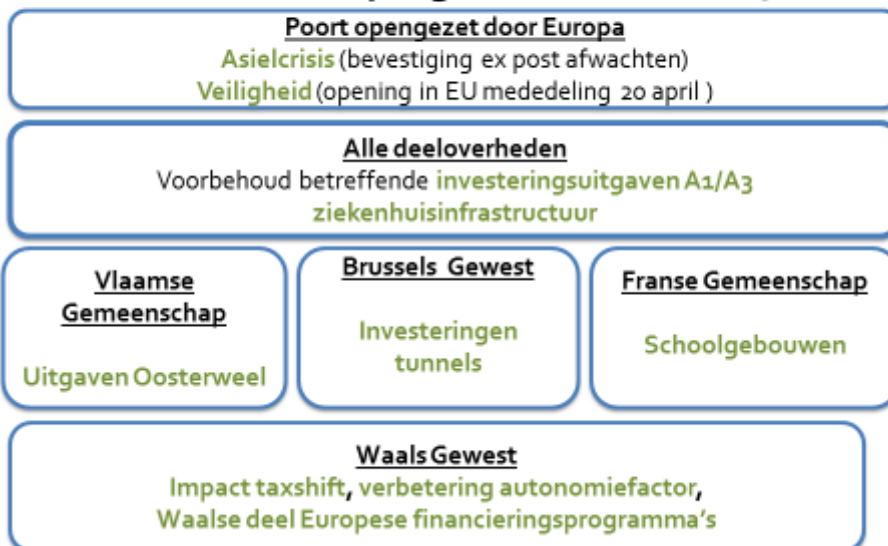 Poort opengezet door Europa
Asielcrisis (bevestiging ex post afwachten)
Veiligheid (opening in EU mededeling 20 april )
Alle deeloverheden
Voorbehoud betreffende investeringsuitgaven A1/A3
ziekenhuisinfrastructuur
Vlaamse
Gemeenschap
Uitgaven Oosterweel
Brussels Gewest
Investeringen
tunnels
Franse Gemeenschap
Schoolgebouwen
Waals Gewest
Impact taxshift, verbetering autonomiefactor,
Waalse deel Europese financieringsprogramma's